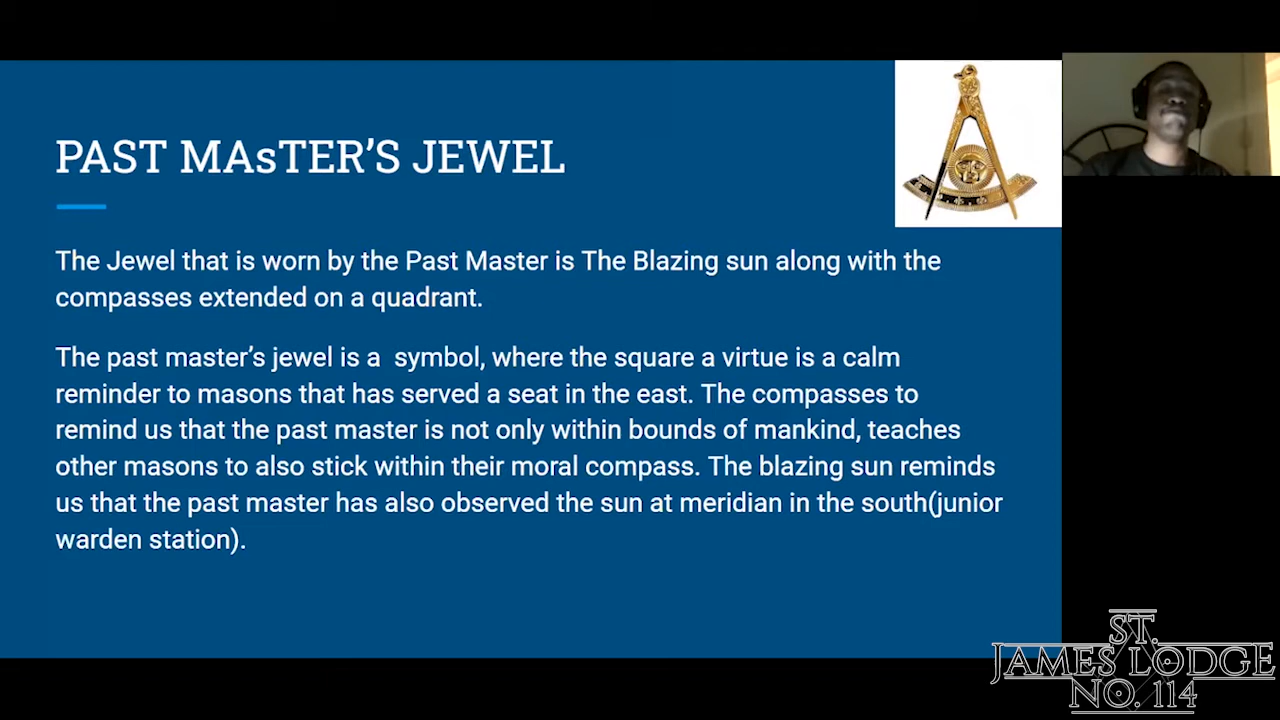 PAST MAsTER’S JEWEL
The Jewel that is worn by the Past Master is The Blazing sun along with the
compasses extended on a quadrant.
The past master’s jewel is a  symbol, where the square a virtue is a calm
reminder to masons that has served a seat in the east. The compasses to
remind us that the past master is not only within bounds of mankind, teaches
other masons to also stick within their moral compass. The blazing sun reminds
us that the past master has also observed the sun at meridian in the south(junior
warden station).
ST.
JAMES LODGE
NO. 114